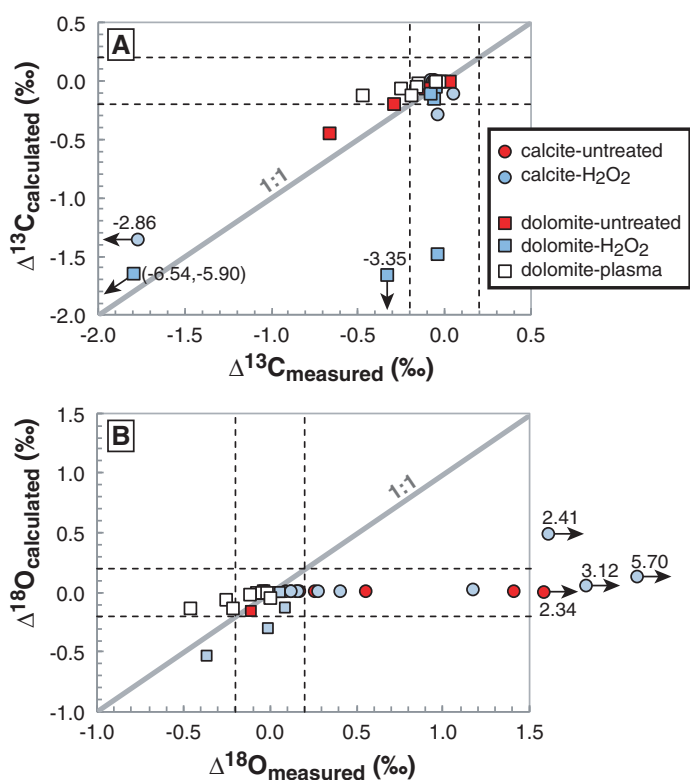 A
0.5
0.0
-0.5
-1.0
-1.5
-2.0
Δ13Ccalculated (‰)
1:1
-2.86
(-6.54,-5.90)
-3.35
-2.0 -1.5 -1.0 -0.5 0.0 0.5
Δ13Cmeasured (‰)
calcite-untreated
calcite-H2O2
dolomite-untreated
dolomite-H2O2
dolomite-plasma
B
1.5
1.0
0.5
0.0
-0.5
-1.0
Δ18Ocalculated (‰)
1:1
2.41
3.12
5.70
2.34
-1.0 -0.5 0.0 0.5 1.0 1.5
Δ18Omeasured (‰)